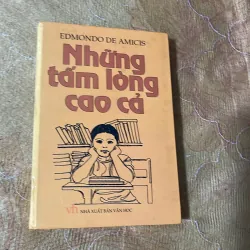 EDMONDO DE AMICIS
Những
tấm lòng
cao cả
NHÀ XUẤT BẢN VĂN HỌC